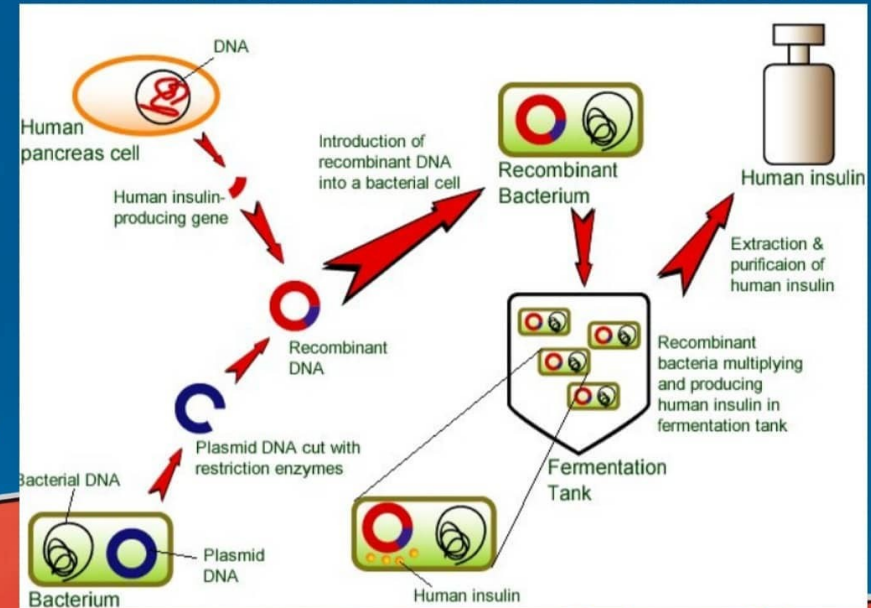 DNA
Human
pancreas cell
Human insulin-
producing gene
Introduction of
recombinant DNA
into a bacterial cell
Recombinant
Bacterium
Human insulin
Extraction &
purificaion of
human insulin
Recombinant
DNA
Plasmid DNA cut with
restriction enzymes
Recombinant
bacteria multiplying
and producing
human insulin in
fermentation tank
Fermentation
Tank
Bacterial DNA
Plasmid
DNA
Bacterium
Human insulin